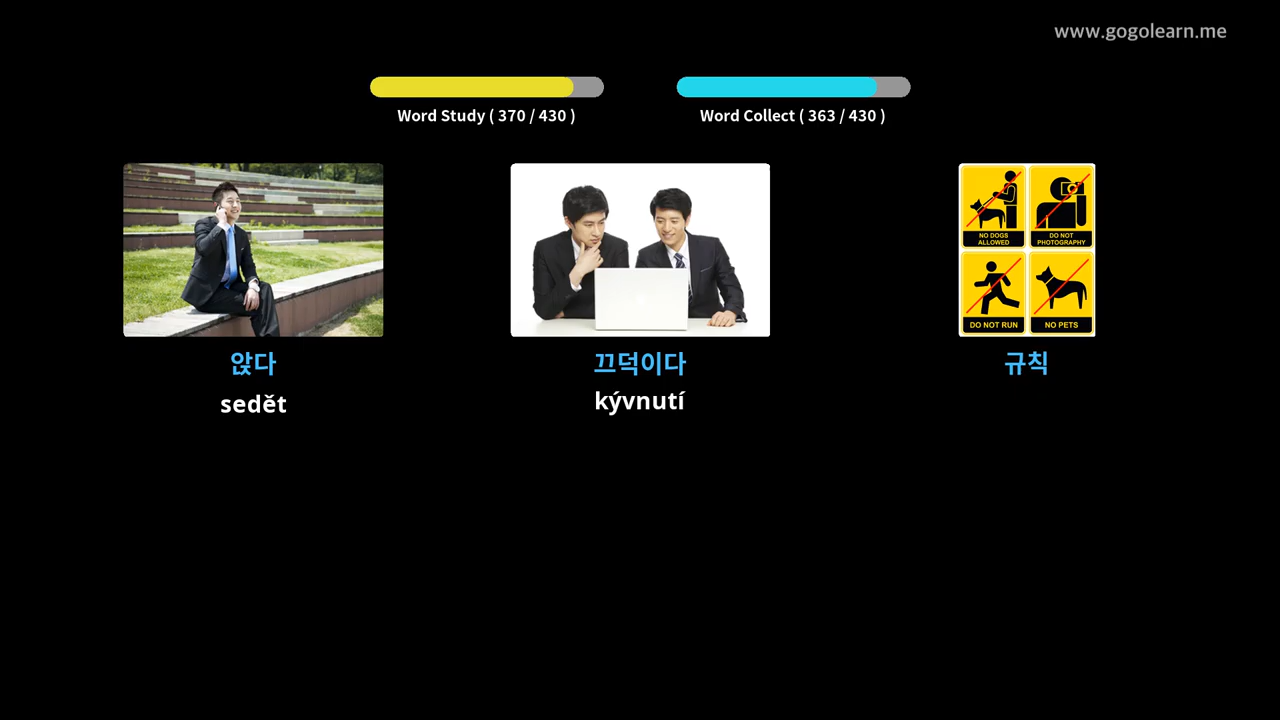 www.gogolearn.me
Word Study ( 370 / 430 )
Word Collect ( 363 / 430 )
NO DOGS
ALLOWED
DO NOT
PHOTOGRAPHY
DO NOT RUN
NO PETS
앉다
끄덕이다
규칙
sedět
kývnutí